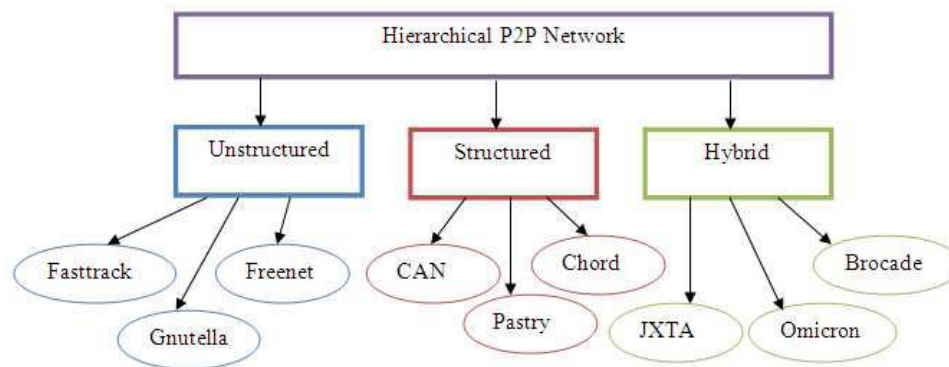 Hierarchical P2P Network
Unstructured
Structured
Hybrid
Fasttrack
Freenet
Gnutella
CAN
Chord
Pastry
Brocade
JXTA
Omicron